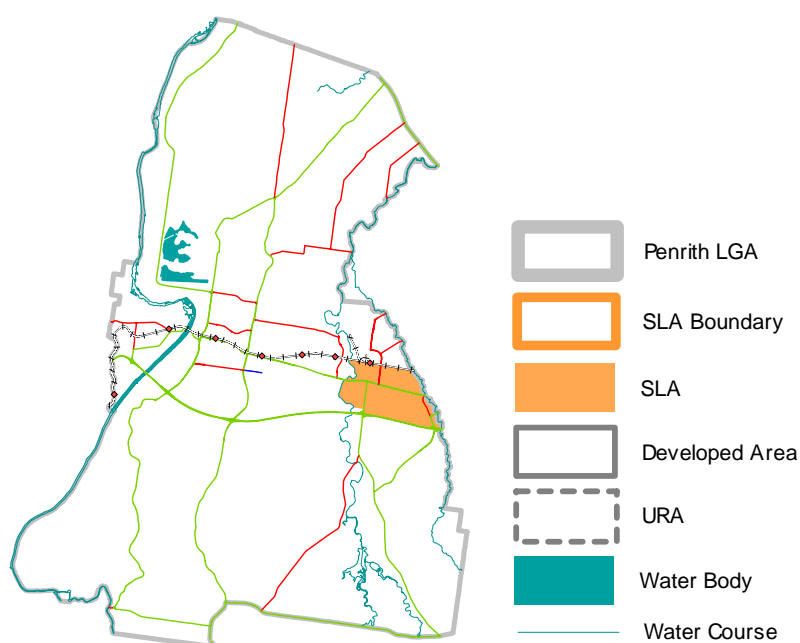 Penrith LGA
SLA Boundary
SLA
Developed Area
URA
Water Body
Water Course